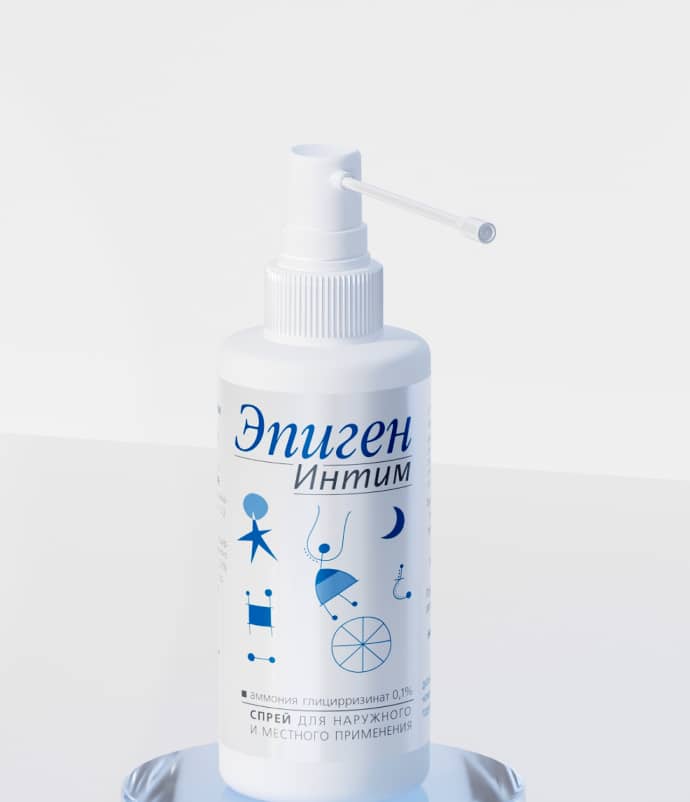 Эпиген
Интим
аммония глицирризинат 0,1%
СПРЕЙ ДЛЯ НАРУЖНОГО
И МЕСТНОГО ПРИМЕНЕНИЯ